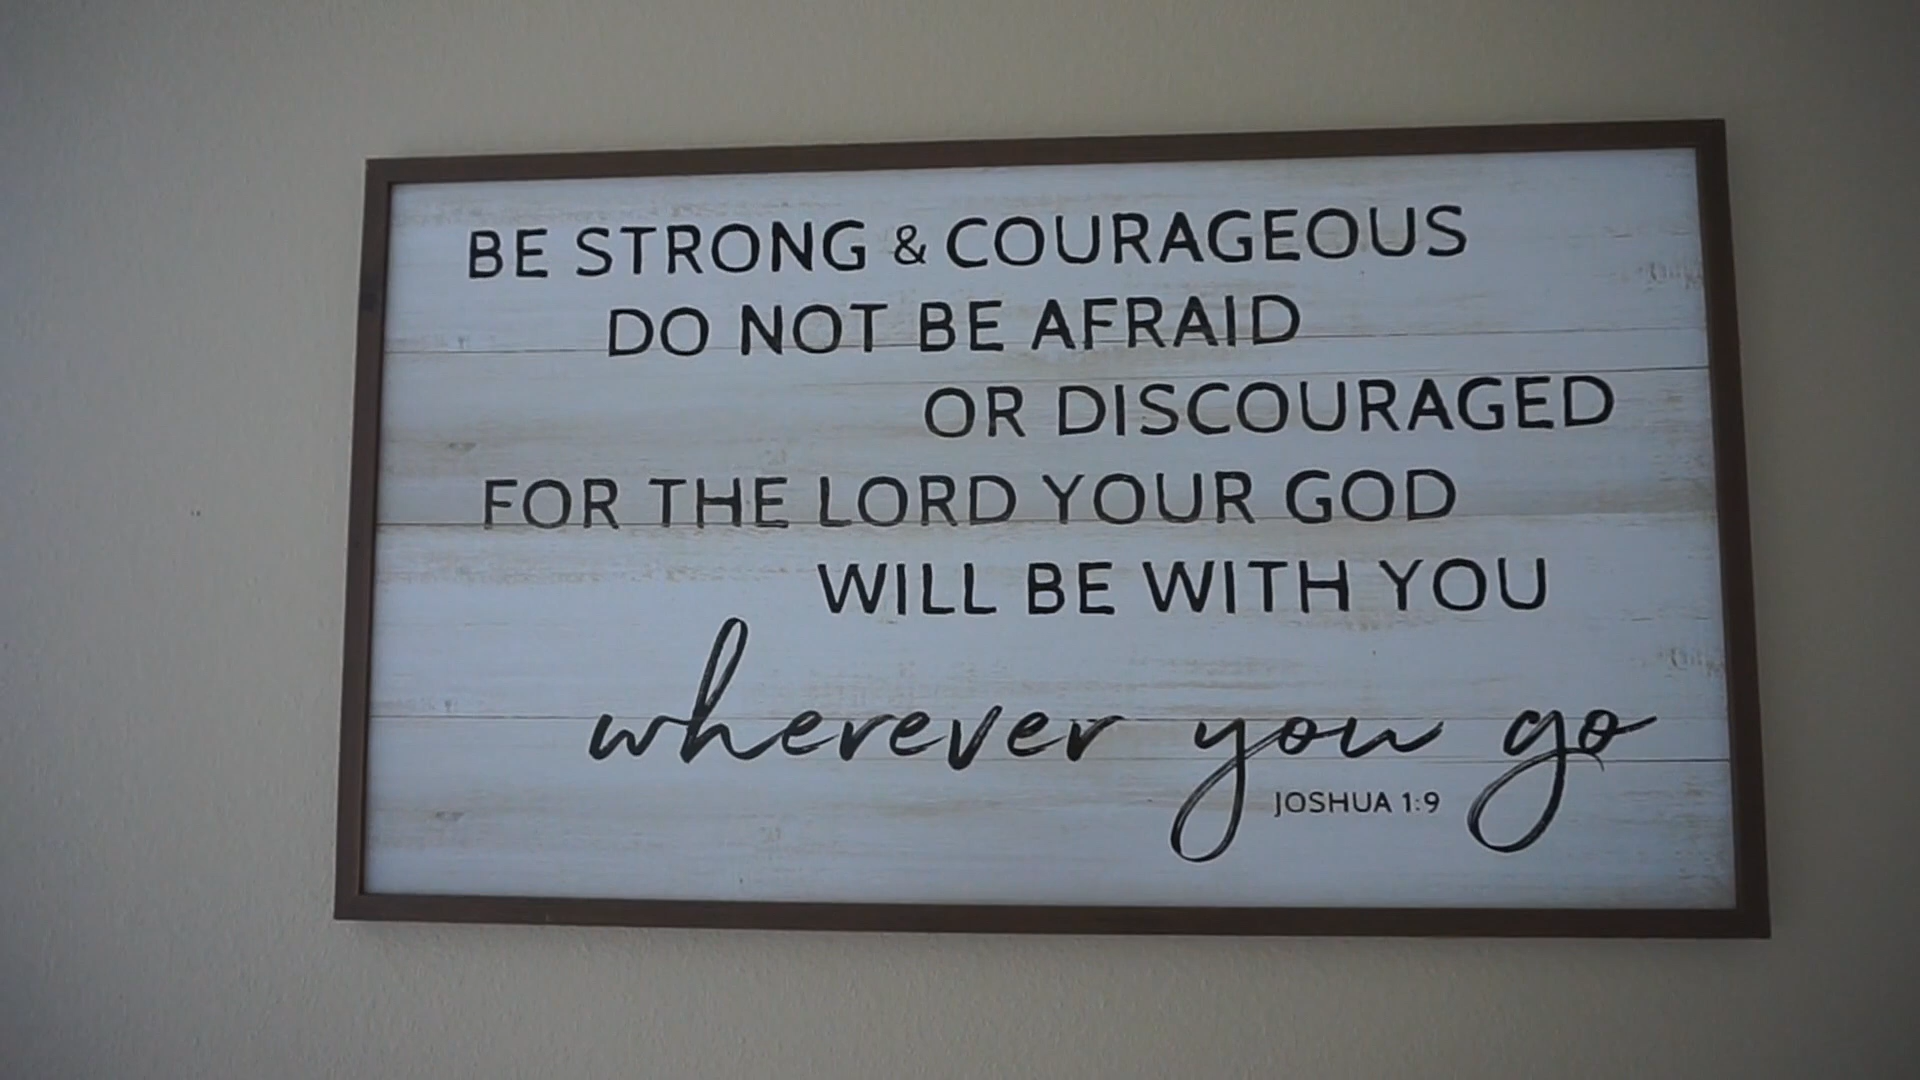 BE STRONG & COURAGEOUS
DO NOT BE AFRAID
OR DISCOURAGED
FOR THE LORD YOUR GOD
WILL BE WITH YOU
wherever you go
JOSHUA 1:9